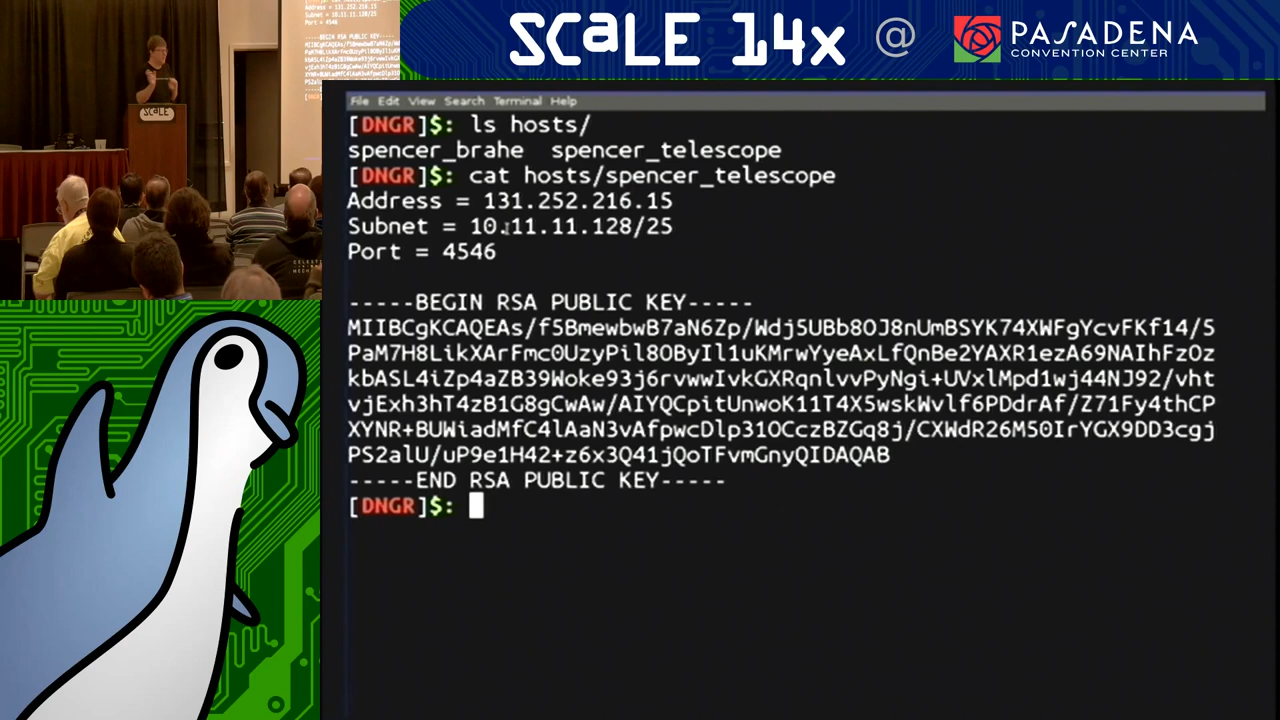 SCALE 14x @ PASADENA
CONVENTION CENTER
SCALE
File Edit View Search Terminal Help
[DNGR]$: ls hosts/
spencer_brahe spencer_telescope
[DNGR]$: cat hosts/spencer_telescope
Address = 131.252.216.15
Subnet = 10.11.11.128/25
Port = 4546
-----BEGIN RSA PUBLIC KEY-----
MIIBCgKCAQEAs/f5BmewbwB7aN6Zp/Wdj5UBb8OJ8nUmBSYK74XWFgYcvFKf14/5
PaM7H8LikXArFmc0UzyPil8OByIl1uKMrwYyeAxLfQnBe2YAXR1ezA69NAIhFzOz
kbASL4iZp4aZB39Woke93j6rvwwIvkGXRqnlvvPyNgi+UVxlMpd1wj44NJ92/vht
vjExh3hT4zB1G8gCwAw/AIYQCpitUnwoK11T4X5wskWvlf6PDdrAf/Z71Fy4thCP
XYNR+BUWiadMfC4lAaN3vAfpwcDlp31OCczBZGq8j/CXWdR26M50IrYGX9DD3cgj
PS2alU/uP9e1H42+z6x3Q41jQoTFvmGnyQIDAQAB
-----END RSA PUBLIC KEY-----
[DNGR]$: